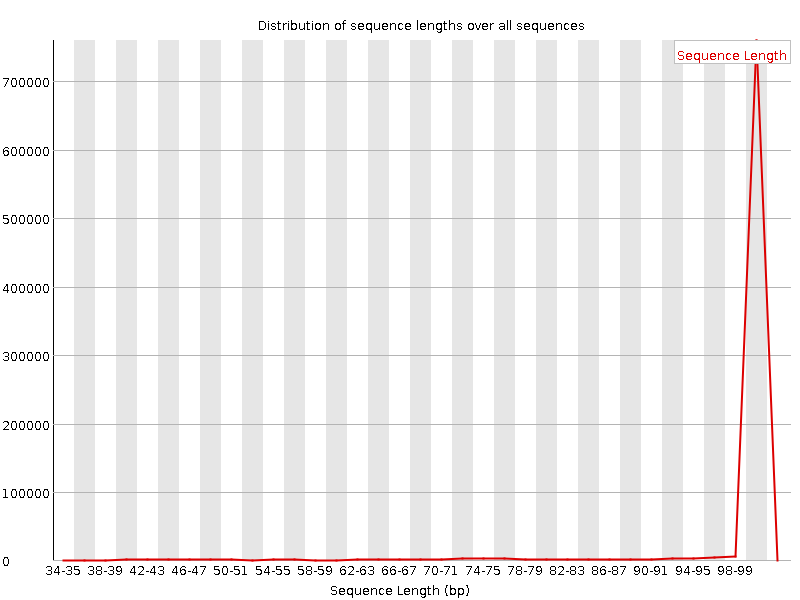 Distribution of sequence lengths over all sequences
Sequence Length
700000
600000
500000
400000
300000
200000
100000
0
34-35 38-39 42-43 46-47 50-51 54-55 58-59 62-63 66-67 70-71 74-75 78-79 82-83 86-87 90-91 94-95 98-99
Sequence Length (bp)